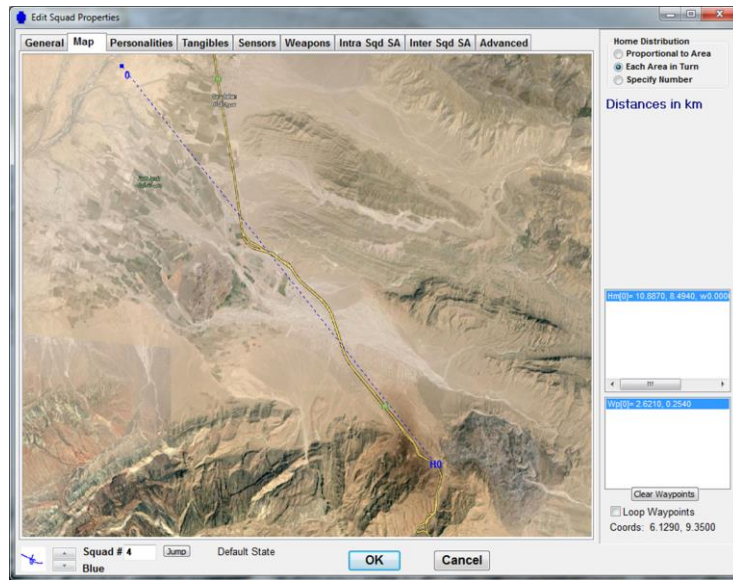 Edit Squad Properties
General Map Personalities Tangibles Sensors Weapons Intra Sqd SA Inter Sqd SA Advanced
0
H0
Home Distribution
Proportional to Area
Each Area in Turn
Specify Number
Distances in km
Hm[0]= 10.8870, 8.4940, w0.000
Wp[0]= 2.6210, 0.2540
Clear Waypoints
Loop Waypoints
Coords: 6.1290, 9.3500
Squad # 4 Jump Default State
Blue
OK Cancel